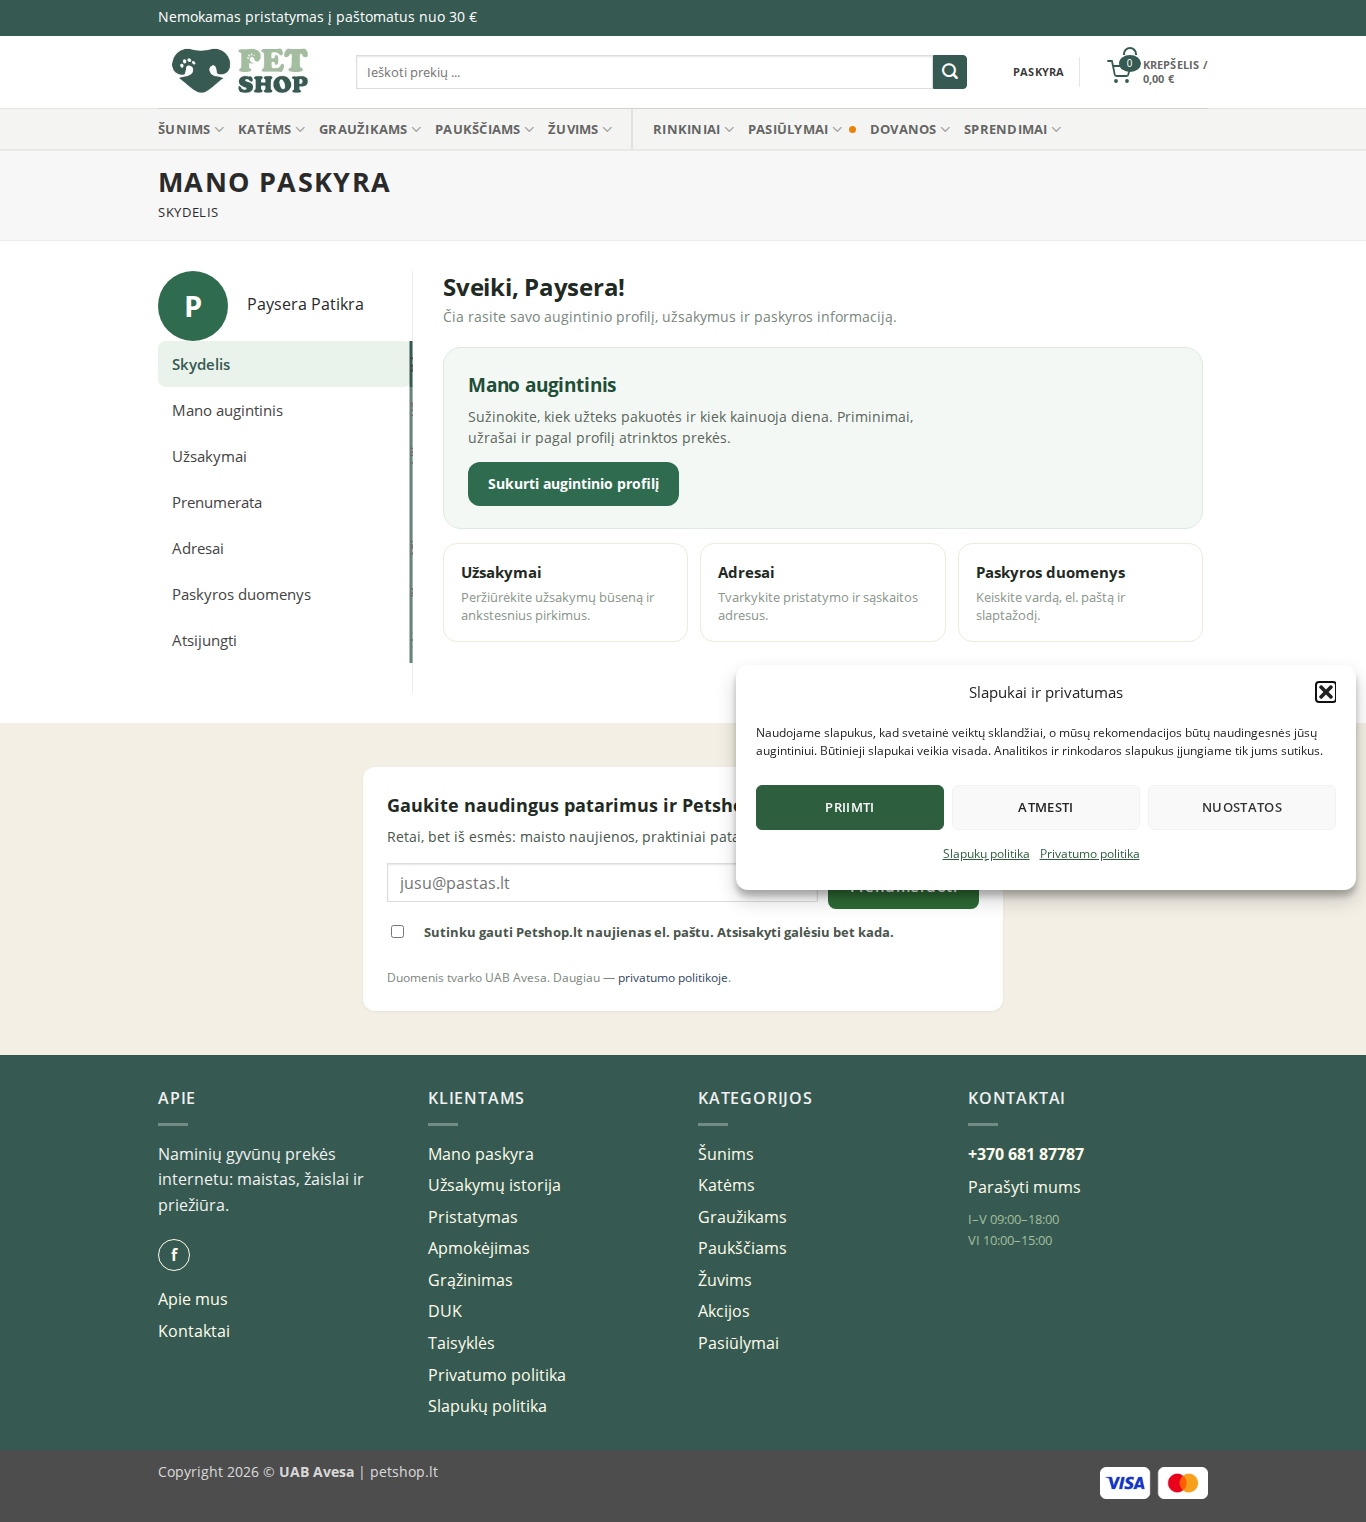 Nemokamas pristatymas į paštomatus nuo 30 €
PET
SHOP
Ieškoti prekių ...
PASKYRA
0
KREPŠELIS /
0,00 €
ŠUNIMS
KATĖMS
GRAUŽIKAMS
PAUKŠČIAMS
ŽUVIMS
RINKINIAI
PASIŪLYMAI
DOVANOS
SPRENDIMAI
MANO PASKYRA
SKYDELIS
P
Paysera Patikra
Skydelis
Mano augintinis
Užsakymai
Prenumerata
Adresai
Paskyros duomenys
Atsijungti
Sveiki, Paysera!
Čia rasite savo augintinio profilį, užsakymus ir paskyros informaciją.
Mano augintinis
Sužinokite, kiek užteks pakuotės ir kiek kainuoja diena. Priminimai,
užrašai ir pagal profilį atrinktos prekės.
Sukurti augintinio profilį
Užsakymai
Peržiūrėkite užsakymų būseną ir
ankstesnius pirkimus.
Adresai
Tvarkykite pristatymo ir sąskaitos
adresus.
Paskyros duomenys
Keiskite vardą, el. paštą ir
slaptažodį.
Slapukai ir privatumas
Naudojame slapukus, kad svetainė veiktų sklandžiai, o mūsų rekomendacijos būtų naudingesnės jūsų
augintiniui. Būtinieji slapukai veikia visada. Analitikos ir rinkodaros slapukus įjungiame tik jums sutikus.
PRIIMTI
ATMESTI
NUOSTATOS
Slapukų politika
Privatumo politika
Gaukite naudingus patarimus ir Petsho
Retai, bet iš esmės: maisto naujienos, praktiniai pata
jusu@pastas.lt
Sutinku gauti Petshop.lt naujienas el. paštu. Atsisakyti galėsiu bet kada.
Duomenis tvarko UAB Avesa. Daugiau — privatumo politikoje.
APIE
Naminių gyvūnų prekės
internetu: maistas, žaislai ir
priežiūra.
f
Apie mus
Kontaktai
KLIENTAMS
Mano paskyra
Užsakymų istorija
Pristatymas
Apmokėjimas
Grąžinimas
DUK
Taisyklės
Privatumo politika
Slapukų politika
KATEGORIJOS
Šunims
Katėms
Graužikams
Paukščiams
Žuvims
Akcijos
Pasiūlymai
KONTAKTAI
+370 681 87787
Parašyti mums
I–V 09:00–18:00
VI 10:00–15:00
Copyright 2026 © UAB Avesa | petshop.lt
VISA